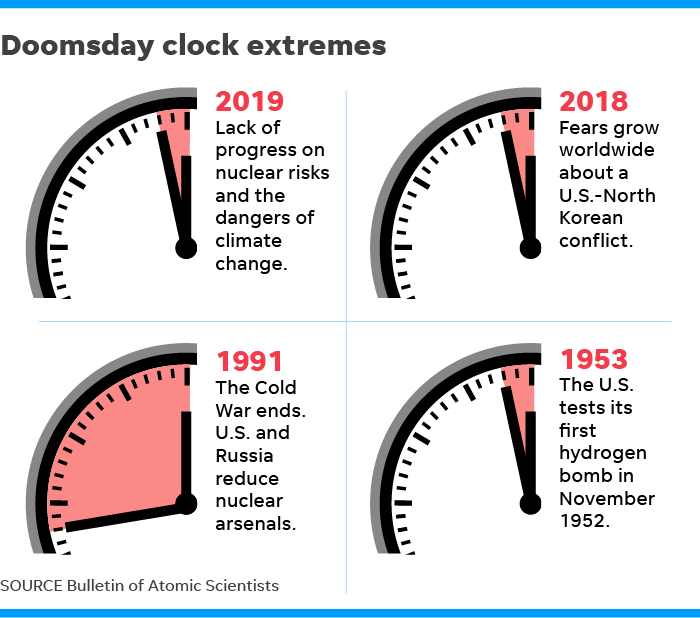 Doomsday clock extremes
2019
Lack of
progress on
nuclear risks
and the
dangers of
climate
change.
2018
Fears grow
worldwide
about a
U.S.-North
Korean
conflict.
1991
The Cold
War ends.
U.S. and
Russia
reduce
nuclear
arsenals.
1953
The U.S.
tests its
first
hydrogen
bomb in
November
1952.
SOURCE Bulletin of Atomic Scientists